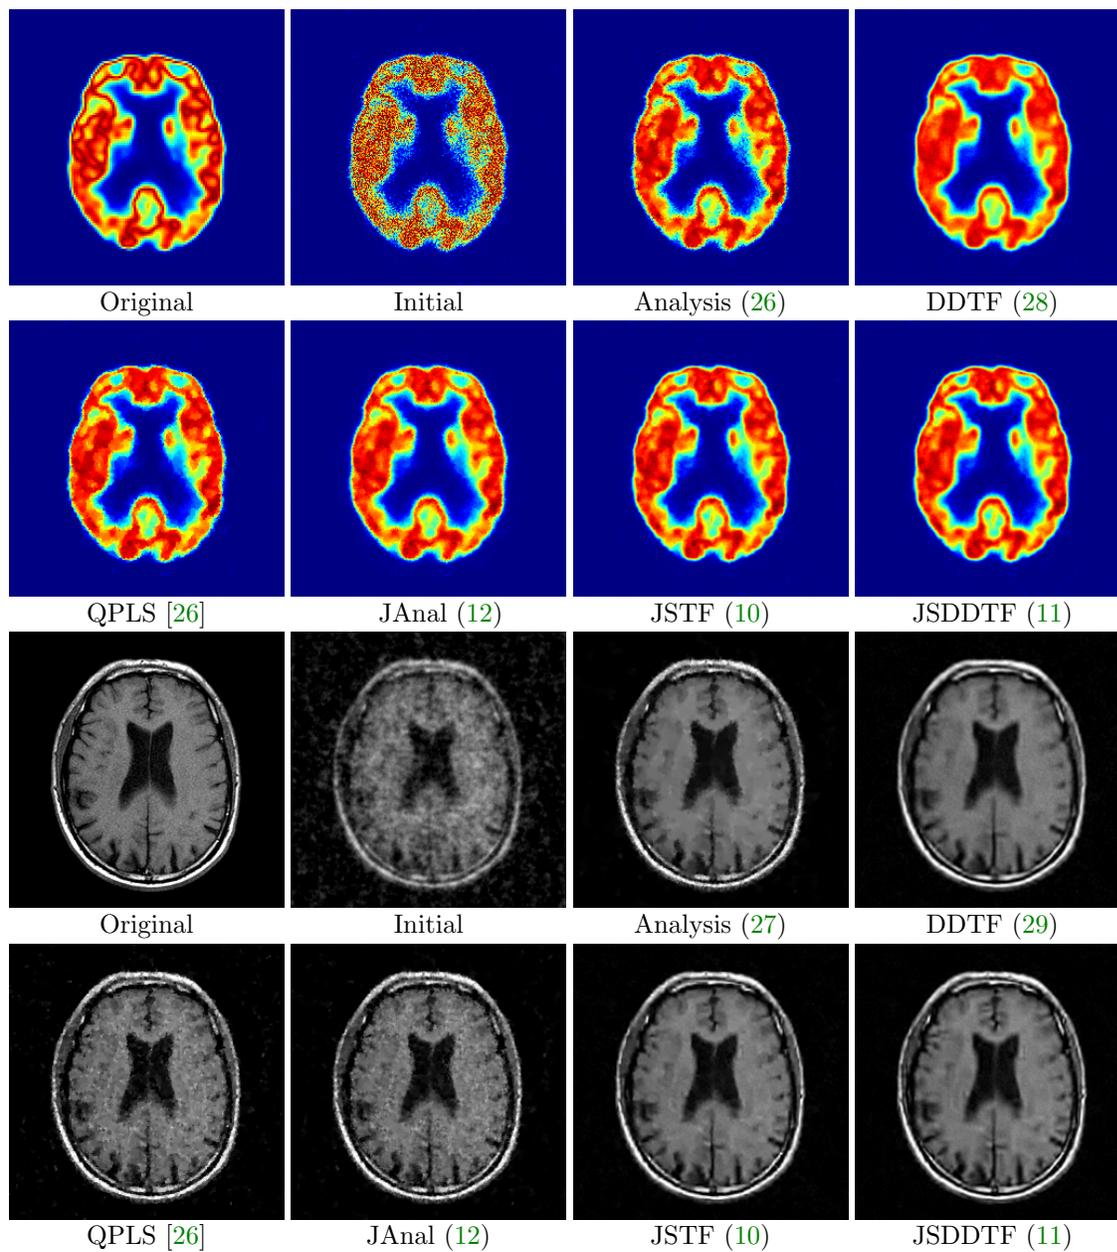 Original Initial Analysis (26) DDTF (28)
QPLS [26] JAnal (12) JSTF (10) JSDDTF (11)
Original Initial Analysis (27) DDTF (29)
QPLS [26] JAnal (12) JSTF (10) JSDDTF (11)